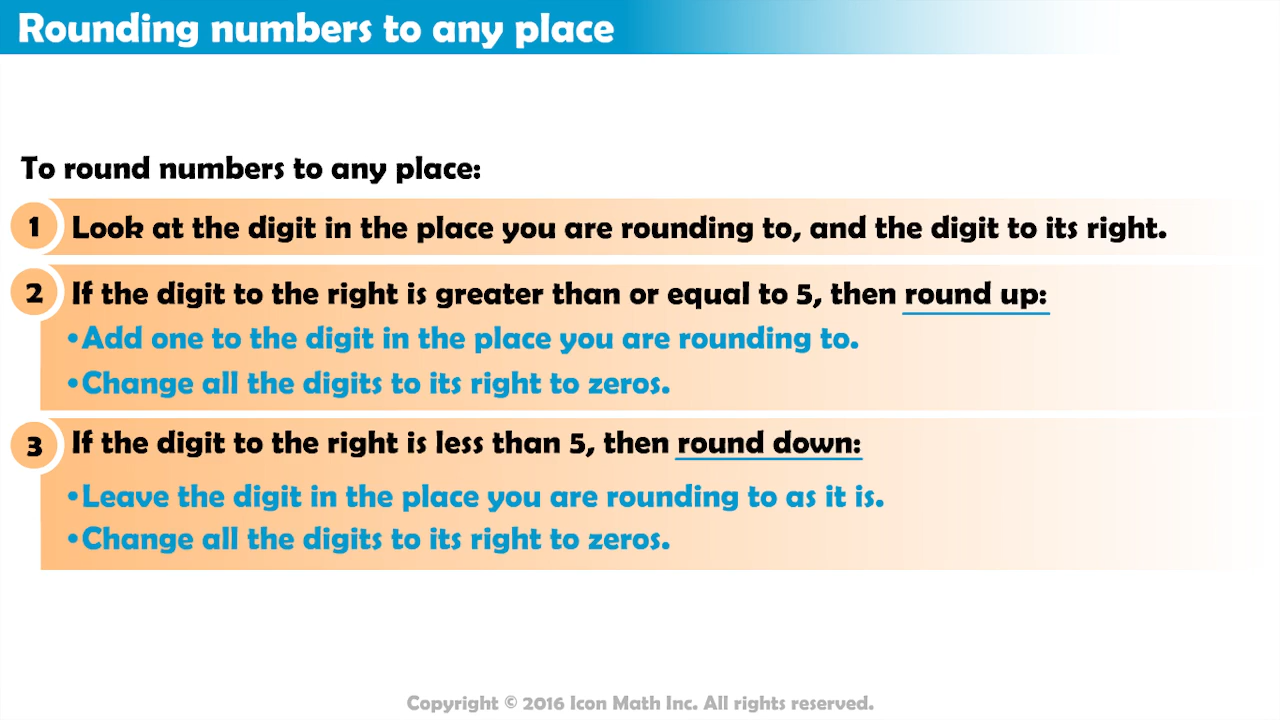 Rounding numbers to any place
To round numbers to any place:
1 Look at the digit in the place you are rounding to, and the digit to its right.
2 If the digit to the right is greater than or equal to 5, then round up:
•Add one to the digit in the place you are rounding to.
•Change all the digits to its right to zeros.
3 If the digit to the right is less than 5, then round down:
•Leave the digit in the place you are rounding to as it is.
•Change all the digits to its right to zeros.
Copyright © 2016 Icon Math Inc. All rights reserved.